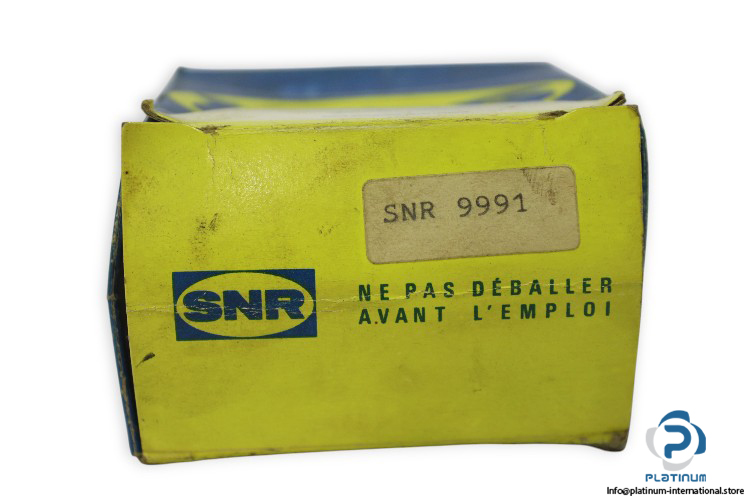 SNR 9991
SNR
NE PAS DÉBALLER
AVANT L'EMPLOI
PLATINUM
Info@platinum-international.store